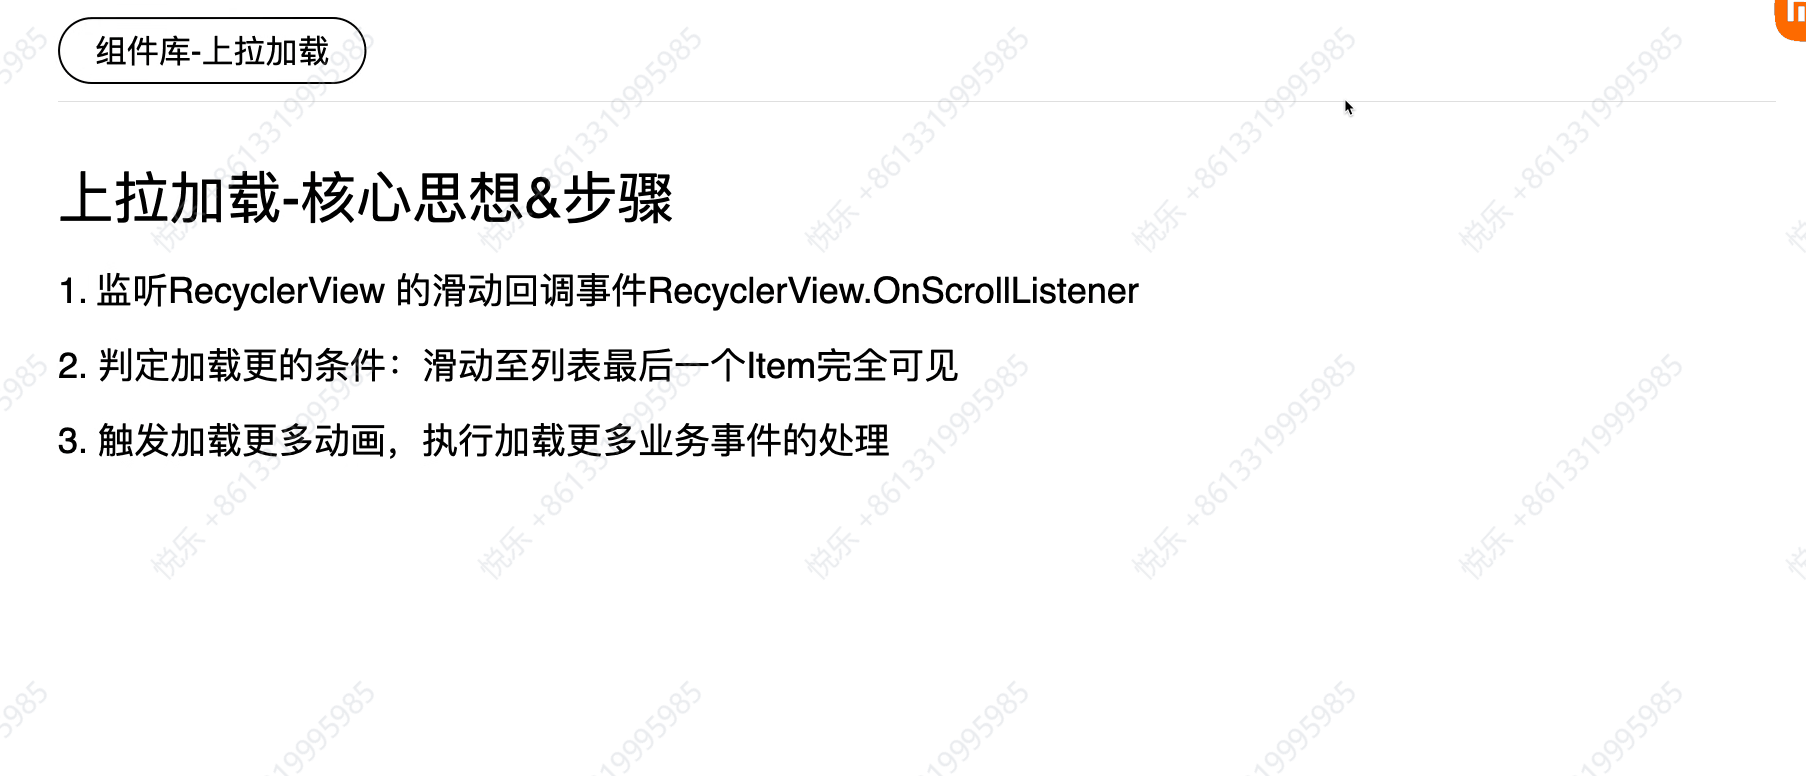 组件库-上拉加载
上拉加载-核心思想&步骤
1. 监听RecyclerView 的滑动回调事件RecyclerView.OnScrollListener
2. 判定加载更的条件：滑动至列表最后一个Item完全可见
3. 触发加载更多动画，执行加载更多业务事件的处理
悦乐 +8613319995985